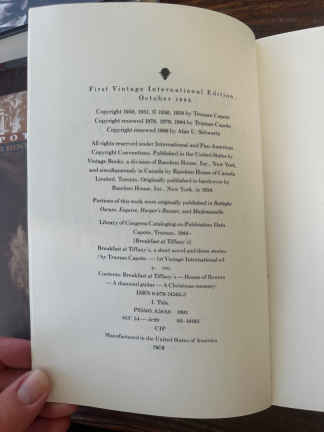 First Vintage International Edition,
October 1993
Copyright 1950, 1951, © 1956, 1958 by Truman Capote
Copyright renewed 1978, 1979, 1984 by Truman Capote
Copyright renewed 1986 by Alan U. Schwartz
All rights reserved under International and Pan-American
Copyright Conventions. Published in the United States by
Vintage Books, a division of Random House, Inc., New York,
and simultaneously in Canada by Random House of Canada
Limited, Toronto. Originally published in hardcover by
Random House, Inc., New York, in 1958.
Portions of this work were originally published in Botteghe
Oscure, Esquire, Harper's Bazaar, and Mademoiselle.
Library of Congress Cataloging-in-Publication Data
Capote, Truman,
[Breakfast at Tiffany's]
Breakfast at Tiffany's, a short novel and three stories
/ by Truman Capote. — 1st Vintage International ed
p. cm.
Contents: Breakfast at Tiffany's — House of flowers
— A diamond guitar — A Christmas memory
I. Title.
CIP
Manufactured in the United States of America